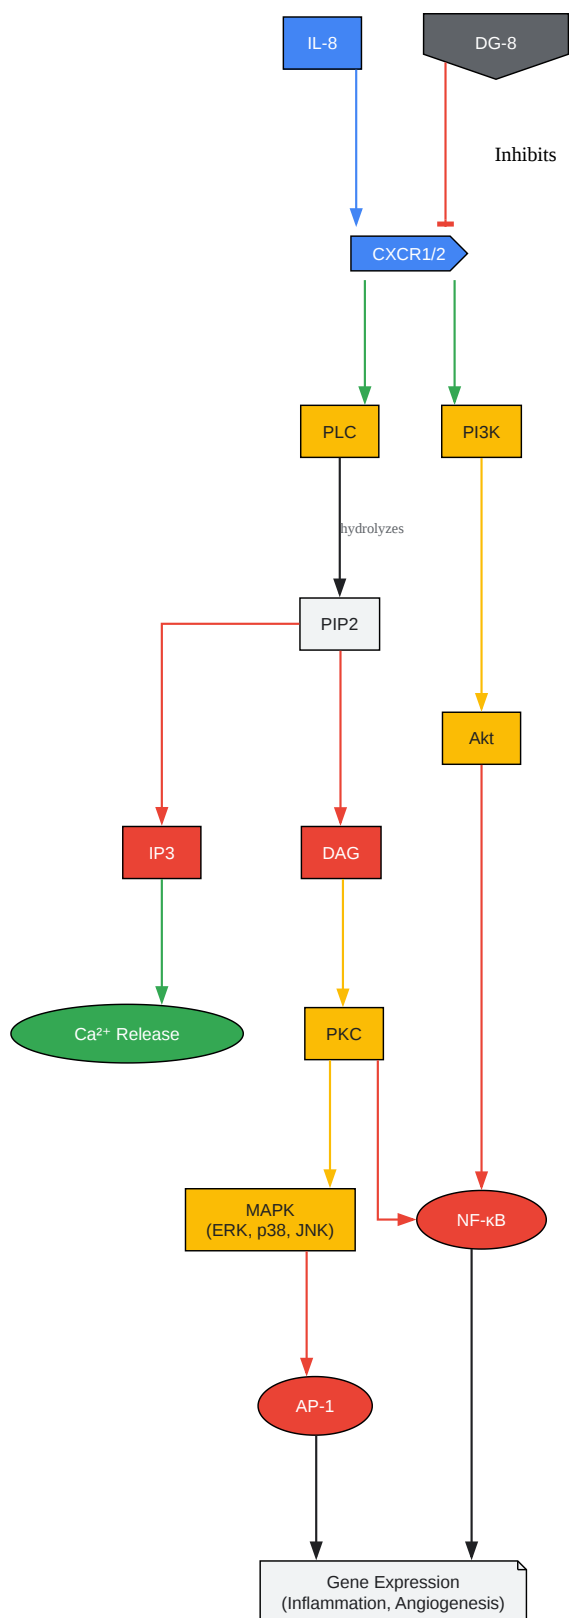 IL-8
DG-8
Inhibits
CXCR1/2
PLC
PI3K
hydrolyzes
PIP2
Akt
IP3
DAG
Ca²⁺ Release
PKC
MAPK
(ERK, p38, JNK)
NF-κB
AP-1
Gene Expression
(Inflammation, Angiogenesis)